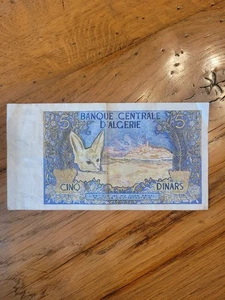 BANQUE CENTRALE
D'ALGERIE
5 5
CINQ DINARS